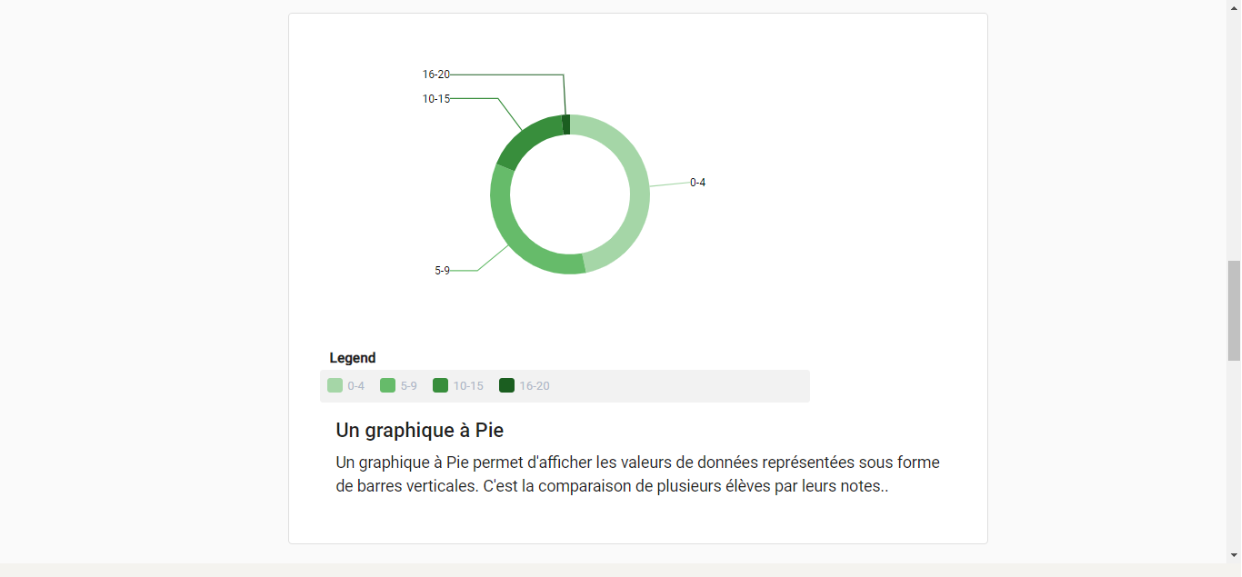 16-20
10-15
0-4
5-9
Legend
0-4 5-9 10-15 16-20
Un graphique à Pie
Un graphique à Pie permet d'afficher les valeurs de données représentées sous forme
de barres verticales. C'est la comparaison de plusieurs élèves par leurs notes..